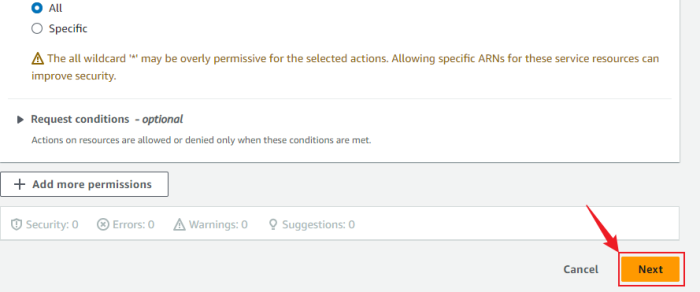 All
Specific
The all wildcard '*' may be overly permissive for the selected actions. Allowing specific ARNs for these service resources can
improve security.
Request conditions - optional
Actions on resources are allowed or denied only when these conditions are met.
+ Add more permissions
Security: 0 Errors: 0 Warnings: 0 Suggestions: 0
Cancel Next